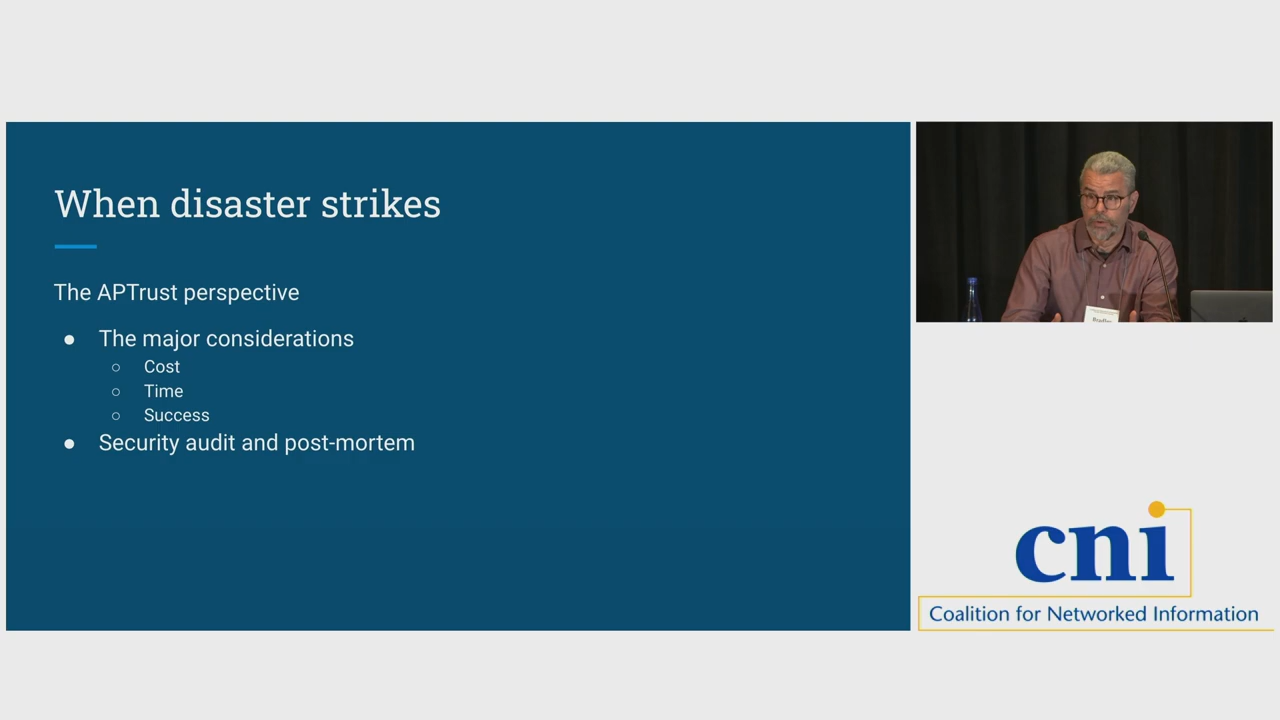 When disaster strikes
The APTrust perspective
● The major considerations
○ Cost
○ Time
○ Success
● Security audit and post-mortem
cni
Coalition for Networked Information